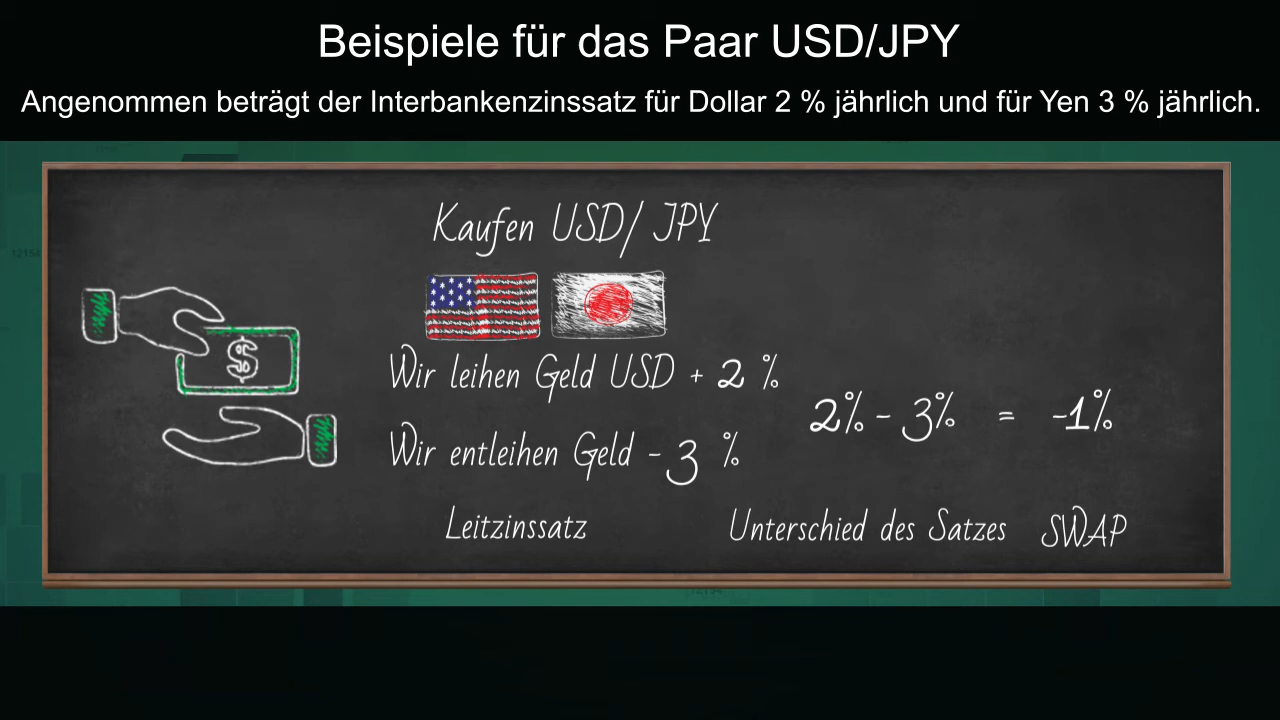 Beispiele für das Paar USD/JPY
Angenommen beträgt der Interbankenzinssatz für Dollar 2 % jährlich und für Yen 3 % jährlich.
Kaufen USD/ JPY
$
Wir leihen Geld USD + 2 %
Wir entleihen Geld -3 %
2% - 3% = -1%
Leitzinssatz
Unterschied des Satzes
SWAP